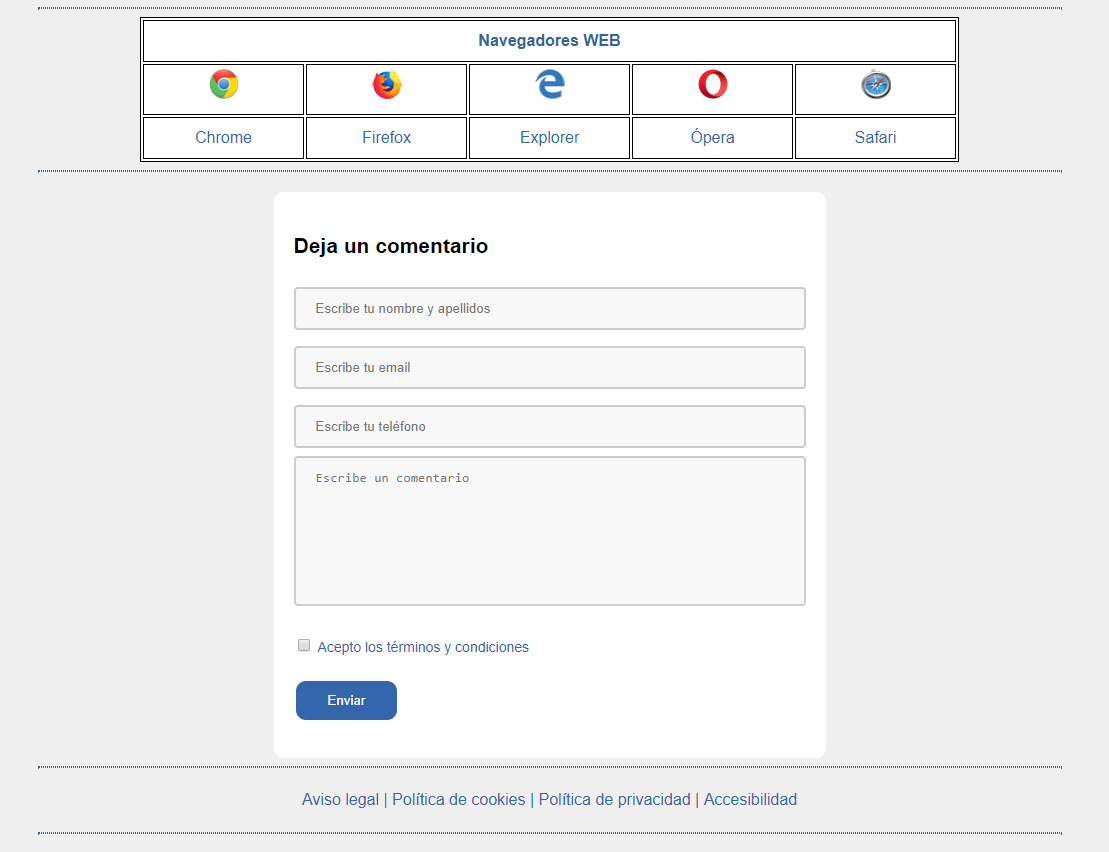 Navegadores WEB
Chrome Firefox Explorer Ópera Safari
Deja un comentario
Escribe tu nombre y apellidos
Escribe tu email
Escribe tu teléfono
Escribe un comentario
Acepto los términos y condiciones
Enviar
Aviso legal | Política de cookies | Política de privacidad | Accesibilidad